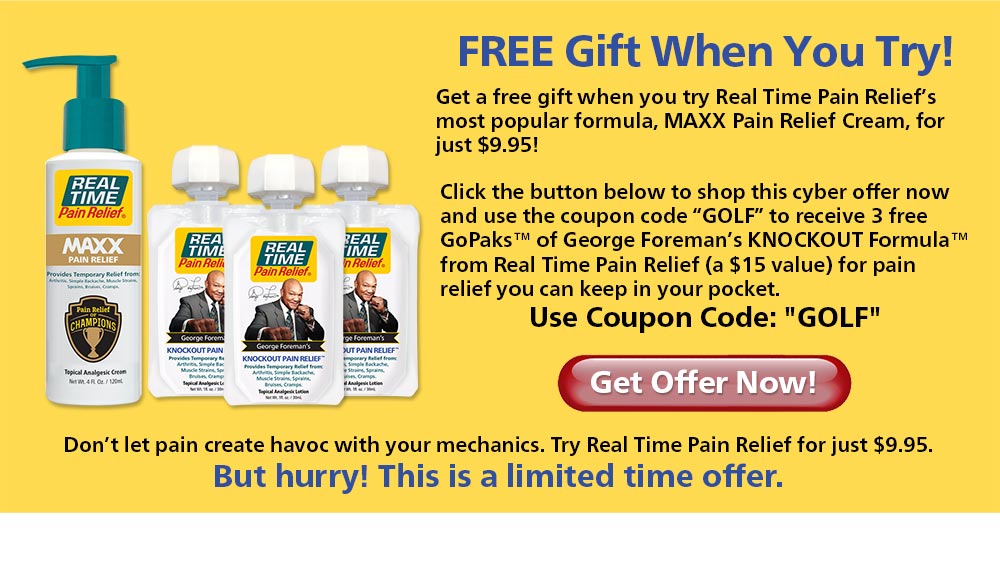 FREE Gift When You Try!
Get a free gift when you try Real Time Pain Relief's
most popular formula, MAXX Pain Relief Cream, for
just $9.95!
Click the button below to shop this cyber offer now
and use the coupon code “GOLF” to receive 3 free
GoPaks™ of George Foreman's KNOCKOUT Formula™
from Real Time Pain Relief (a $15 value) for pain
relief you can keep in your pocket.
Use Coupon Code: "GOLF"
Get Offer Now!
REAL
TIME
Pain Relief®
MAXX
PAIN RELIEF
Provides Temporary Relief from:
Arthritis, Simple Backache, Muscle Strains,
Sprains, Bruises, Cramps.
Pain Relief
OF
CHAMPIONS
Topical Analgesic Cream
Net Wt. 4 Fl. Oz. / 120mL
REAL
TIME
Pain Relief®
George Foreman's
KNOCKOUT PAIN RELIEF™
Provides Temporary Relief from:
Arthritis, Simple Backache,
Muscle Strains, Sprains,
Bruises, Cramps.
Topical Analgesic Lotion
Net Wt. 1 fl. oz. / 30mL
Don't let pain create havoc with your mechanics. Try Real Time Pain Relief for just $9.95.
But hurry! This is a limited time offer.